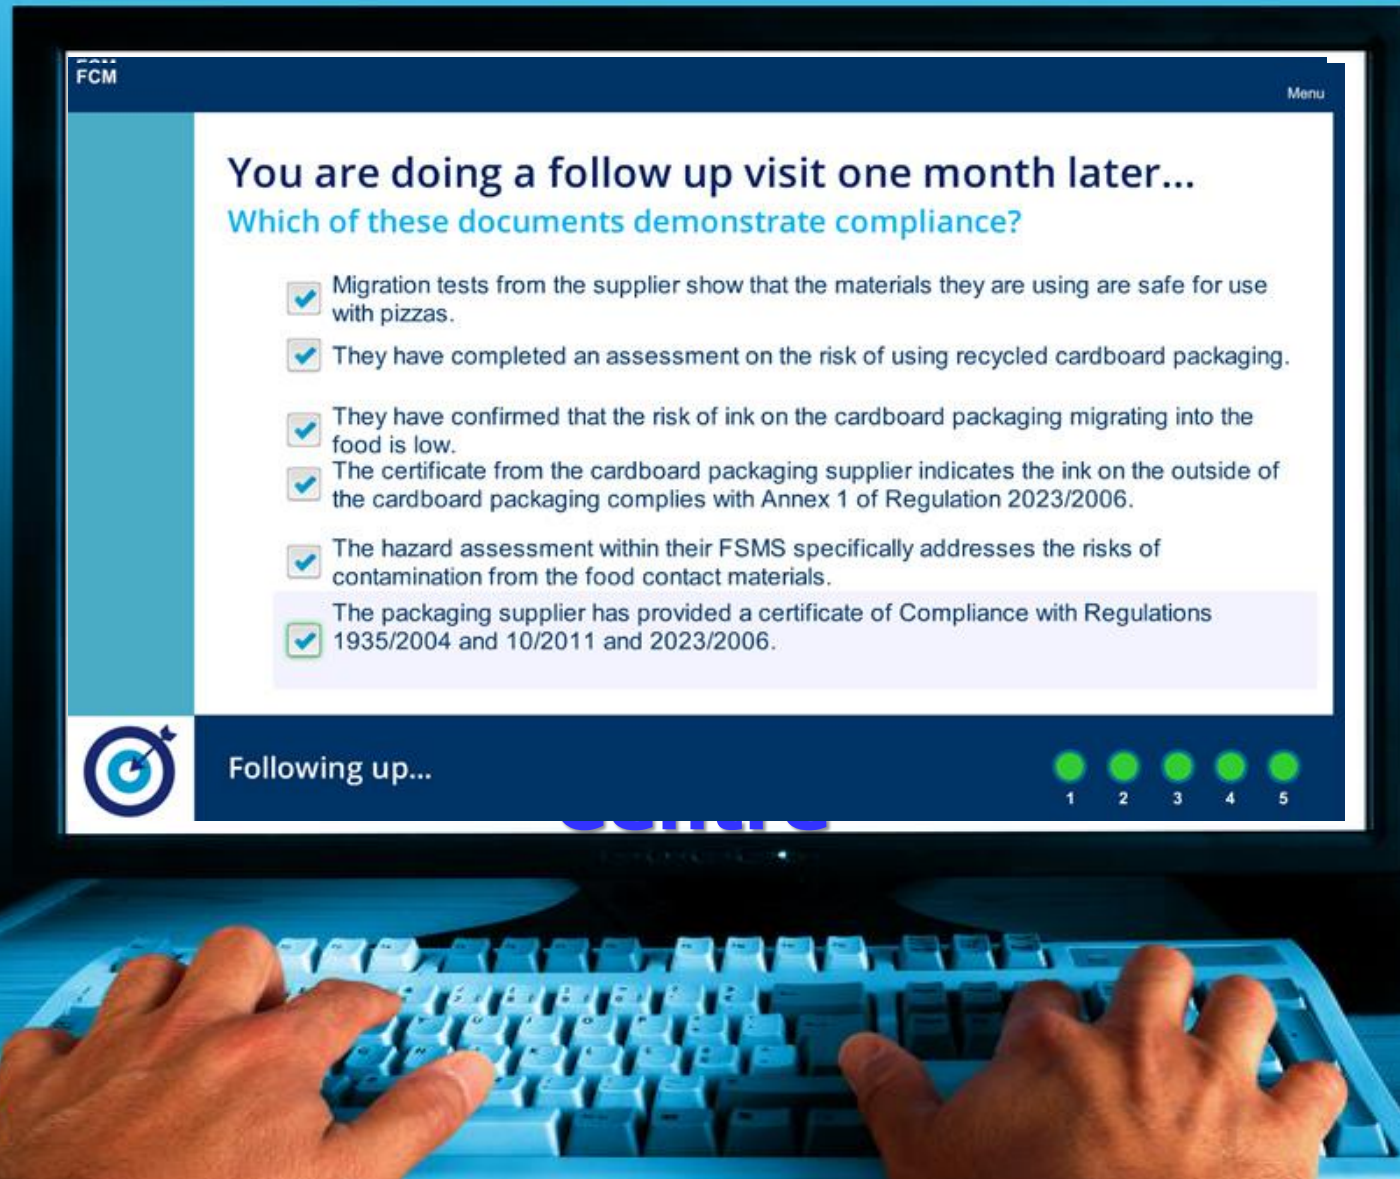 FCM
Menu
You are doing a follow up visit one month later...
Which of these documents demonstrate compliance?
Migration tests from the supplier show that the materials they are using are safe for use
with pizzas.
They have completed an assessment on the risk of using recycled cardboard packaging.
They have confirmed that the risk of ink on the cardboard packaging migrating into the
food is low.
The certificate from the cardboard packaging supplier indicates the ink on the outside of
the cardboard packaging complies with Annex 1 of Regulation 2023/2006.
The hazard assessment within their FSMS specifically addresses the risks of
contamination from the food contact materials.
The packaging supplier has provided a certificate of Compliance with Regulations
1935/2004 and 10/2011 and 2023/2006.
Following up...
1 2 3 4 5